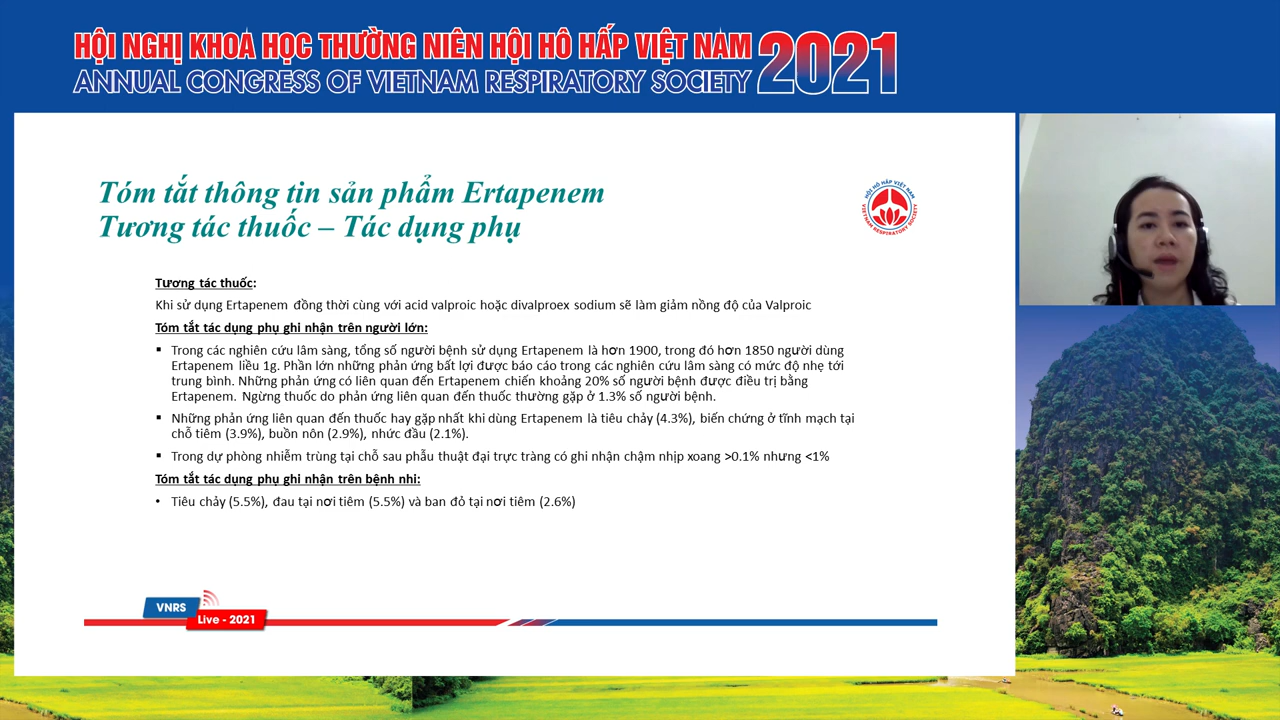 HỘI NGHỊ KHOA HỌC THƯỜNG NIÊN HỘI HÔ HẤP VIỆT NAM 2021
ANNUAL CONGRESS OF VIETNAM RESPIRATORY SOCIETY
Tóm tắt thông tin sản phẩm Ertapenem
Tương tác thuốc – Tác dụng phụ
HỘI HÔ HẤP VIỆT NAM
VIETNAM RESPIRATORY SOCIETY
Tương tác thuốc:
Khi sử dụng Ertapenem đồng thời cùng với acid valproic hoặc divalproex sodium sẽ làm giảm nồng độ của Valproic
Tóm tắt tác dụng phụ ghi nhận trên người lớn:
▪ Trong các nghiên cứu lâm sàng, tổng số người bệnh sử dụng Ertapenem là hơn 1900, trong đó hơn 1850 người dùng
Ertapenem liều 1g. Phần lớn những phản ứng bất lợi được báo cáo trong các nghiên cứu lâm sàng có mức độ nhẹ tới
trung bình. Những phản ứng có liên quan đến Ertapenem chiến khoảng 20% số người bệnh được điều trị bằng
Ertapenem. Ngừng thuốc do phản ứng liên quan đến thuốc thường gặp ở 1.3% số người bệnh.
▪ Những phản ứng liên quan đến thuốc hay gặp nhất khi dùng Ertapenem là tiêu chảy (4.3%), biến chứng ở tĩnh mạch tại
chỗ tiêm (3.9%), buồn nôn (2.9%), nhức đầu (2.1%).
▪ Trong dự phòng nhiễm trùng tại chỗ sau phẫu thuật đại trực tràng có ghi nhận chậm nhịp xoang >0.1% nhưng <1%
Tóm tắt tác dụng phụ ghi nhận trên bệnh nhi:
• Tiêu chảy (5.5%), đau tại nơi tiêm (5.5%) và ban đỏ tại nơi tiêm (2.6%)
VNRS
Live - 2021